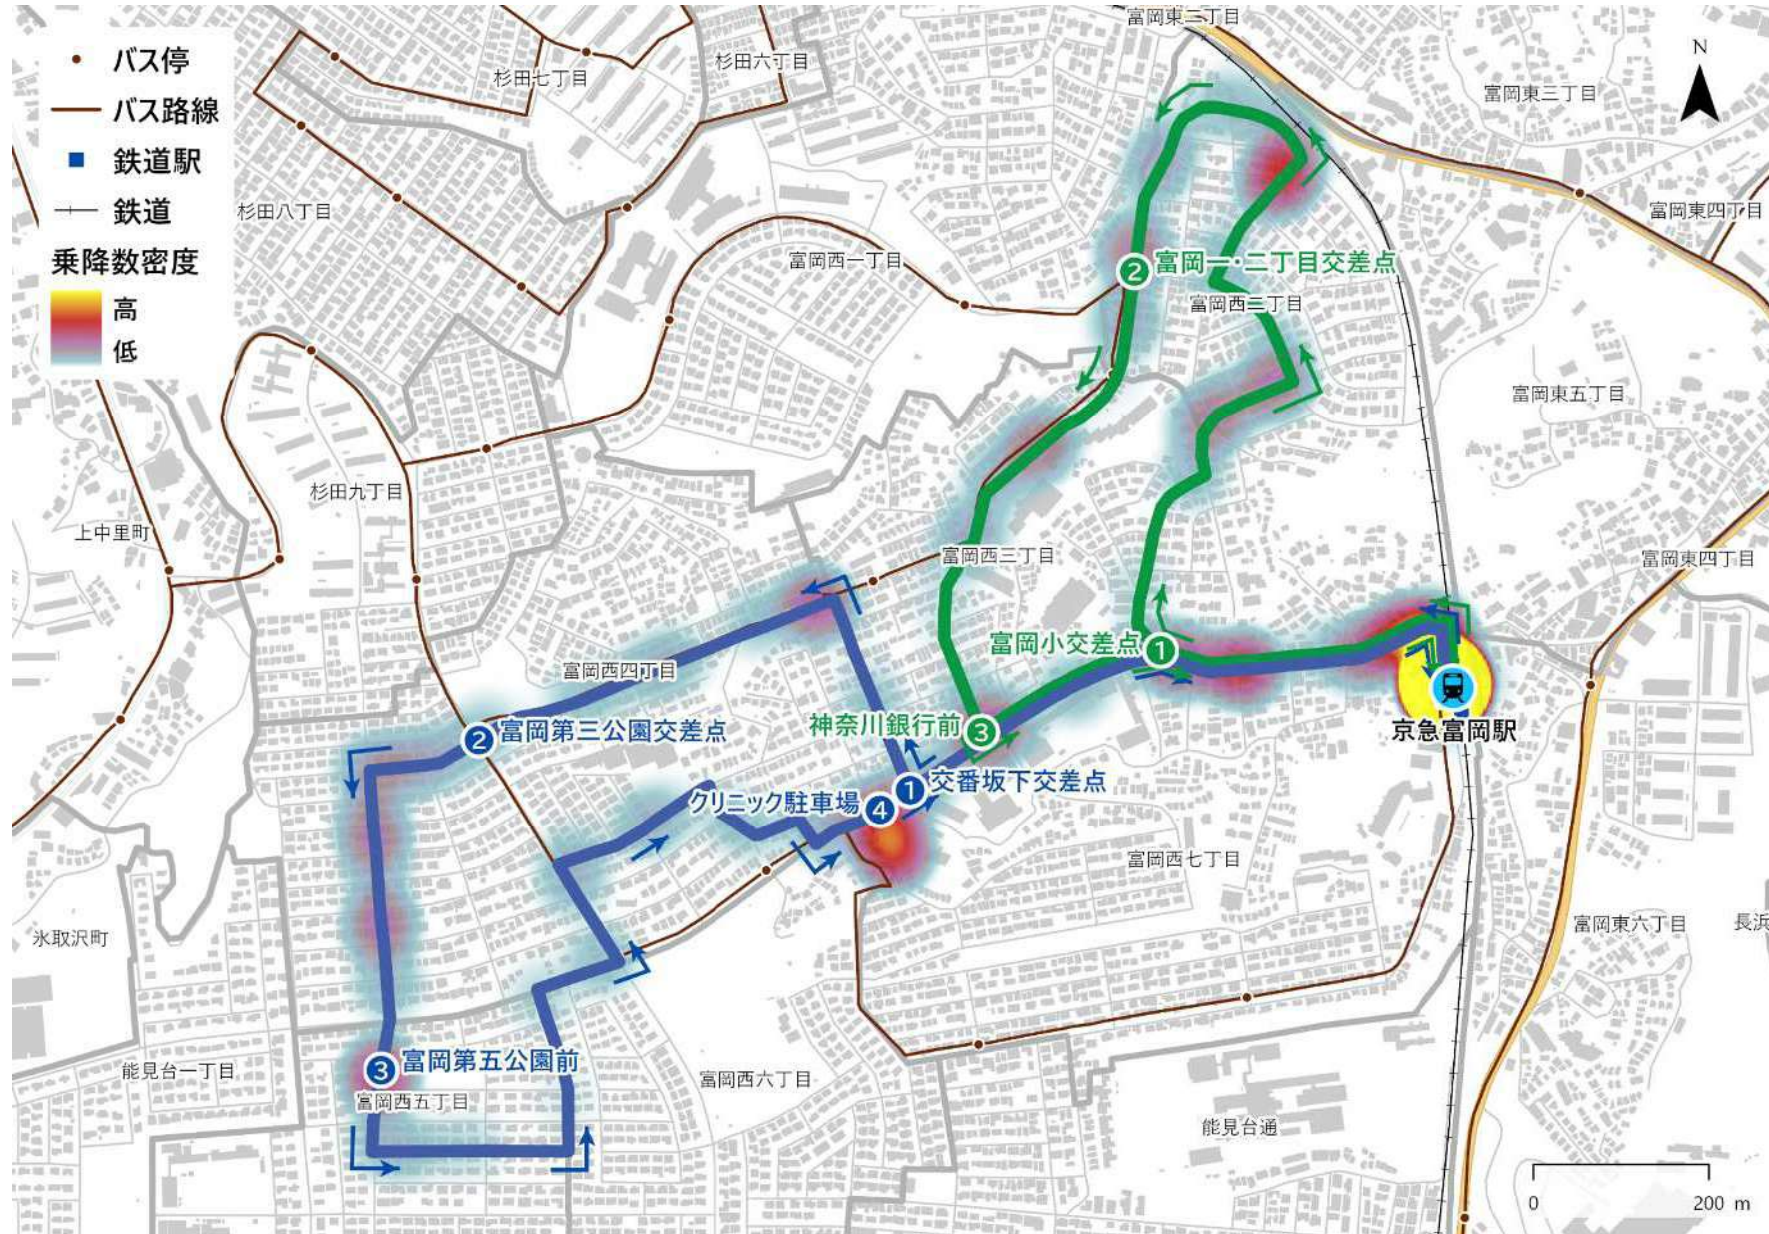 バス停
バス路線
鉄道駅
鉄道
乗降数密度
高
低
富岡東二丁目
杉田六丁目
杉田七丁目
N
富岡東三丁目
杉田八丁目
富岡東四丁目
富岡西一丁目
2 富岡一・二丁目交差点
富岡西二丁目
富岡東五丁目
杉田九丁目
上中里町
富岡西三丁目
富岡東四丁目
富岡小交差点 1
富岡西四丁目
京急富岡駅
神奈川銀行前 3
2 富岡第三公園交差点
1 交番坂下交差点
クリニック駐車場 4
富岡西七丁目
氷取沢町
富岡東六丁目
長浜
能見台一丁目
3 富岡第五公園前
富岡西五丁目
富岡西六丁目
能見台通
0 200 m